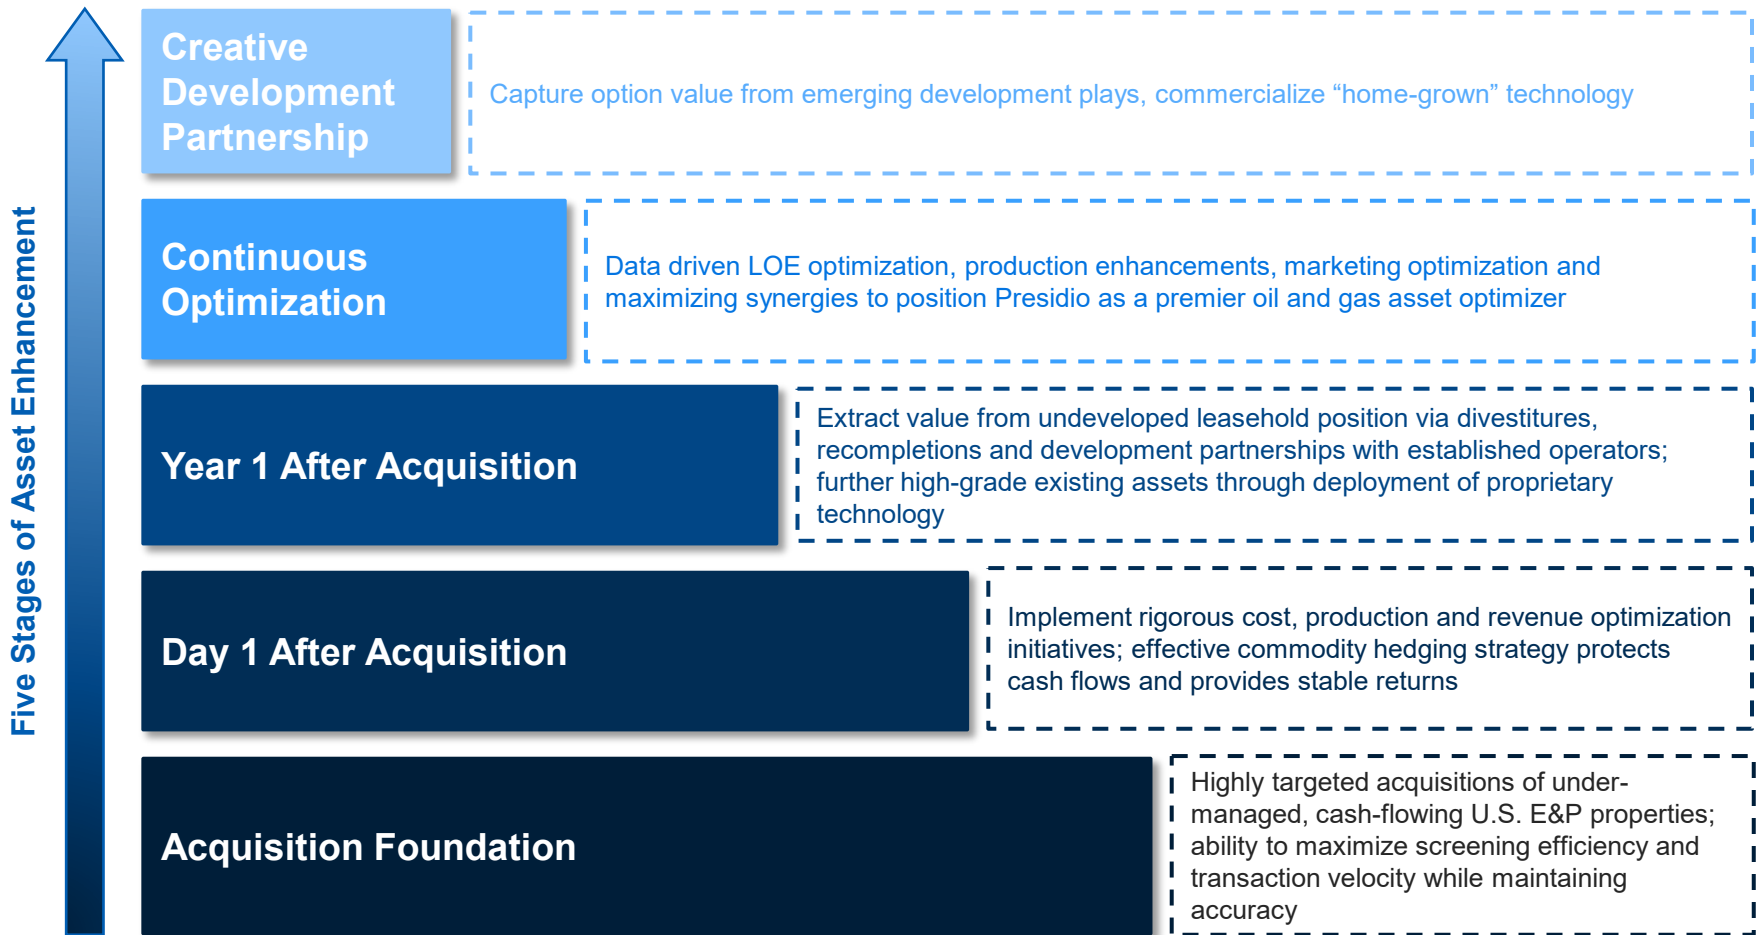 Five Stages of Asset Enhancement
Creative
Development
Partnership
Capture option value from emerging development plays, commercialize “home-grown” technology
Continuous
Optimization
Data driven LOE optimization, production enhancements, marketing optimization and
maximizing synergies to position Presidio as a premier oil and gas asset optimizer
Year 1 After Acquisition
Extract value from undeveloped leasehold position via divestitures,
recompletions and development partnerships with established operators;
further high-grade existing assets through deployment of proprietary
technology
Day 1 After Acquisition
Implement rigorous cost, production and revenue optimization
initiatives; effective commodity hedging strategy protects
cash flows and provides stable returns
Acquisition Foundation
Highly targeted acquisitions of under-
managed, cash-flowing U.S. E&P properties;
ability to maximize screening efficiency and
transaction velocity while maintaining
accuracy